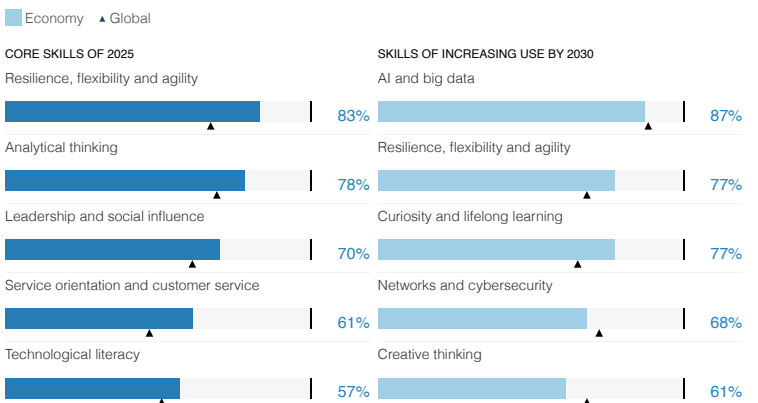 Economy ▲ Global
CORE SKILLS OF 2025
Resilience, flexibility and agility
83%
Analytical thinking
78%
Leadership and social influence
70%
Service orientation and customer service
61%
Technological literacy
57%
SKILLS OF INCREASING USE BY 2030
AI and big data
87%
Resilience, flexibility and agility
77%
Curiosity and lifelong learning
77%
Networks and cybersecurity
68%
Creative thinking
61%